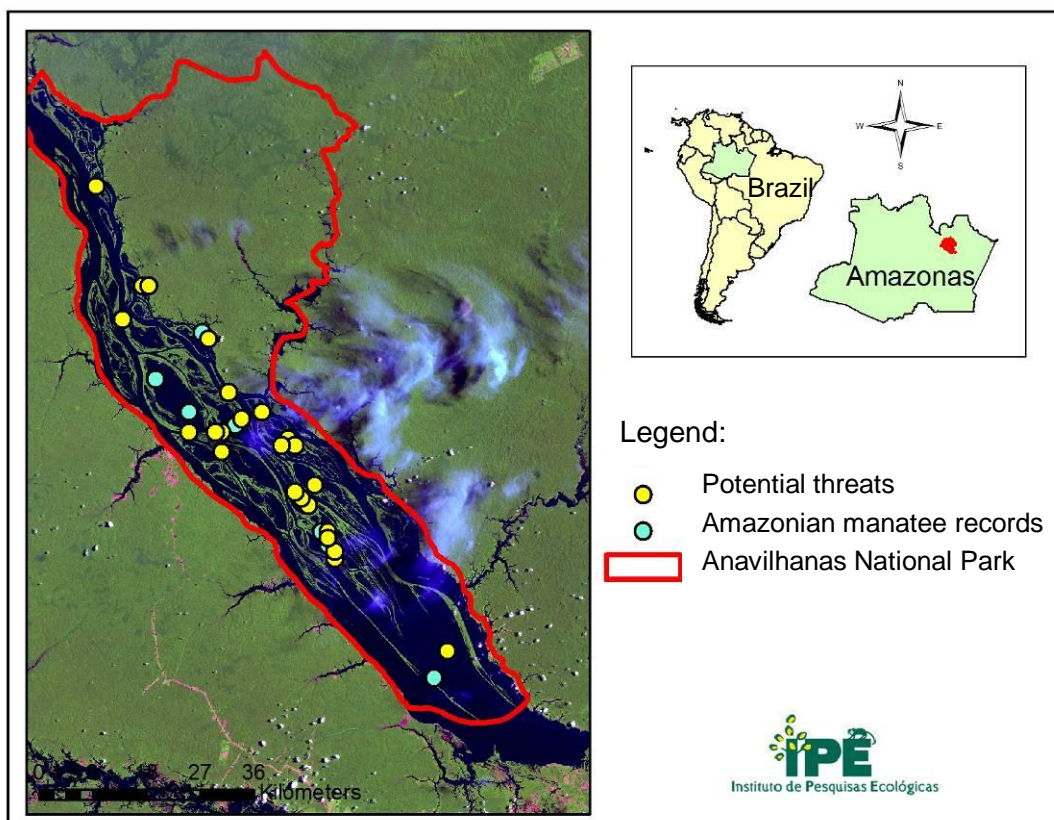 N
W
E
S
Brazil
Amazonas
Legend:
Potential threats
Amazonian manatee records
Anavilhanas National Park
0
27 36
Kilometers
IPÊ
Instituto de Pesquisas Ecológicas